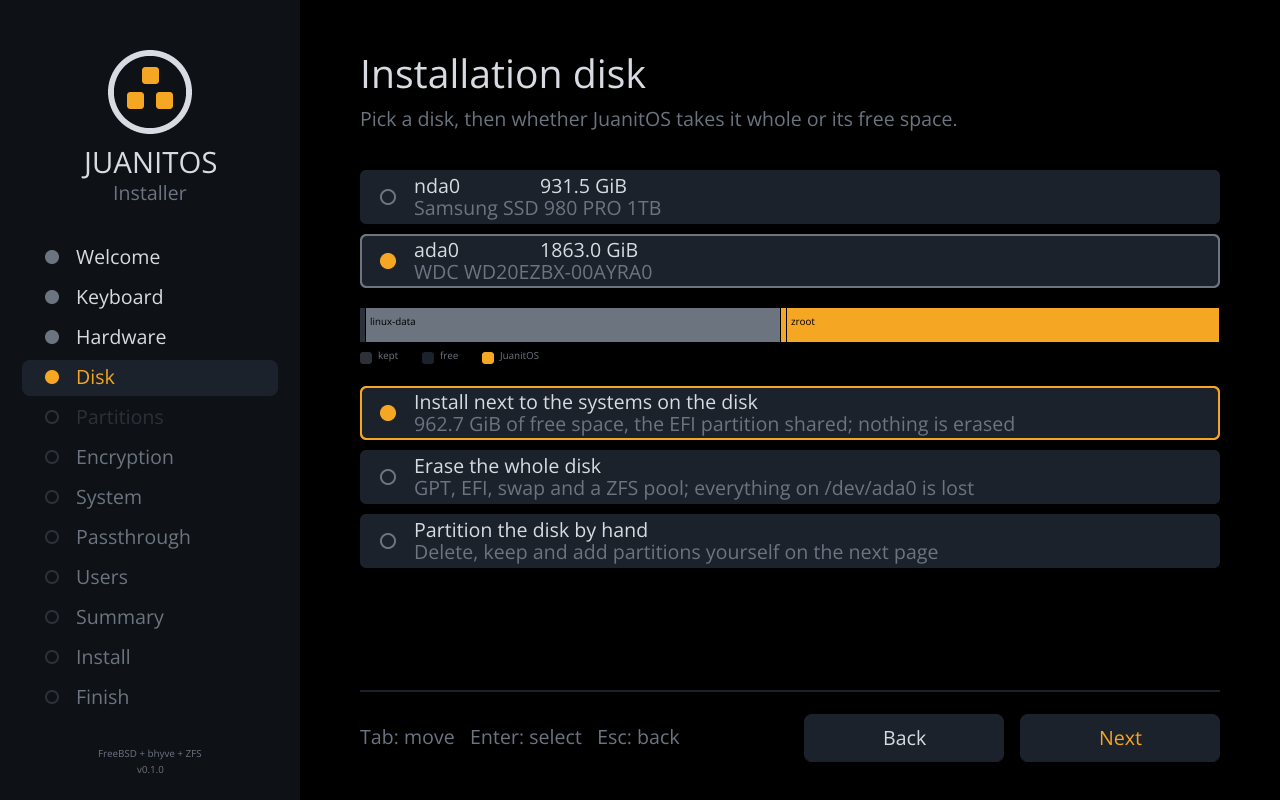 JUANITOS
Installer
Welcome
Keyboard
Hardware
Disk
Partitions
Encryption
System
Passthrough
Users
Summary
Install
Finish
FreeBSD + bhyve + ZFS
v0.1.0
Installation disk
Pick a disk, then whether JuanitOS takes it whole or its free space.
nda0 931.5 GiB
Samsung SSD 980 PRO 1TB
ada0 1863.0 GiB
WDC WD20EZBX-00AYRA0
linux-data zroot
kept free JuanitOS
Install next to the systems on the disk
962.7 GiB of free space, the EFI partition shared; nothing is erased
Erase the whole disk
GPT, EFI, swap and a ZFS pool; everything on /dev/ada0 is lost
Partition the disk by hand
Delete, keep and add partitions yourself on the next page
Tab: move Enter: select Esc: back
Back Next